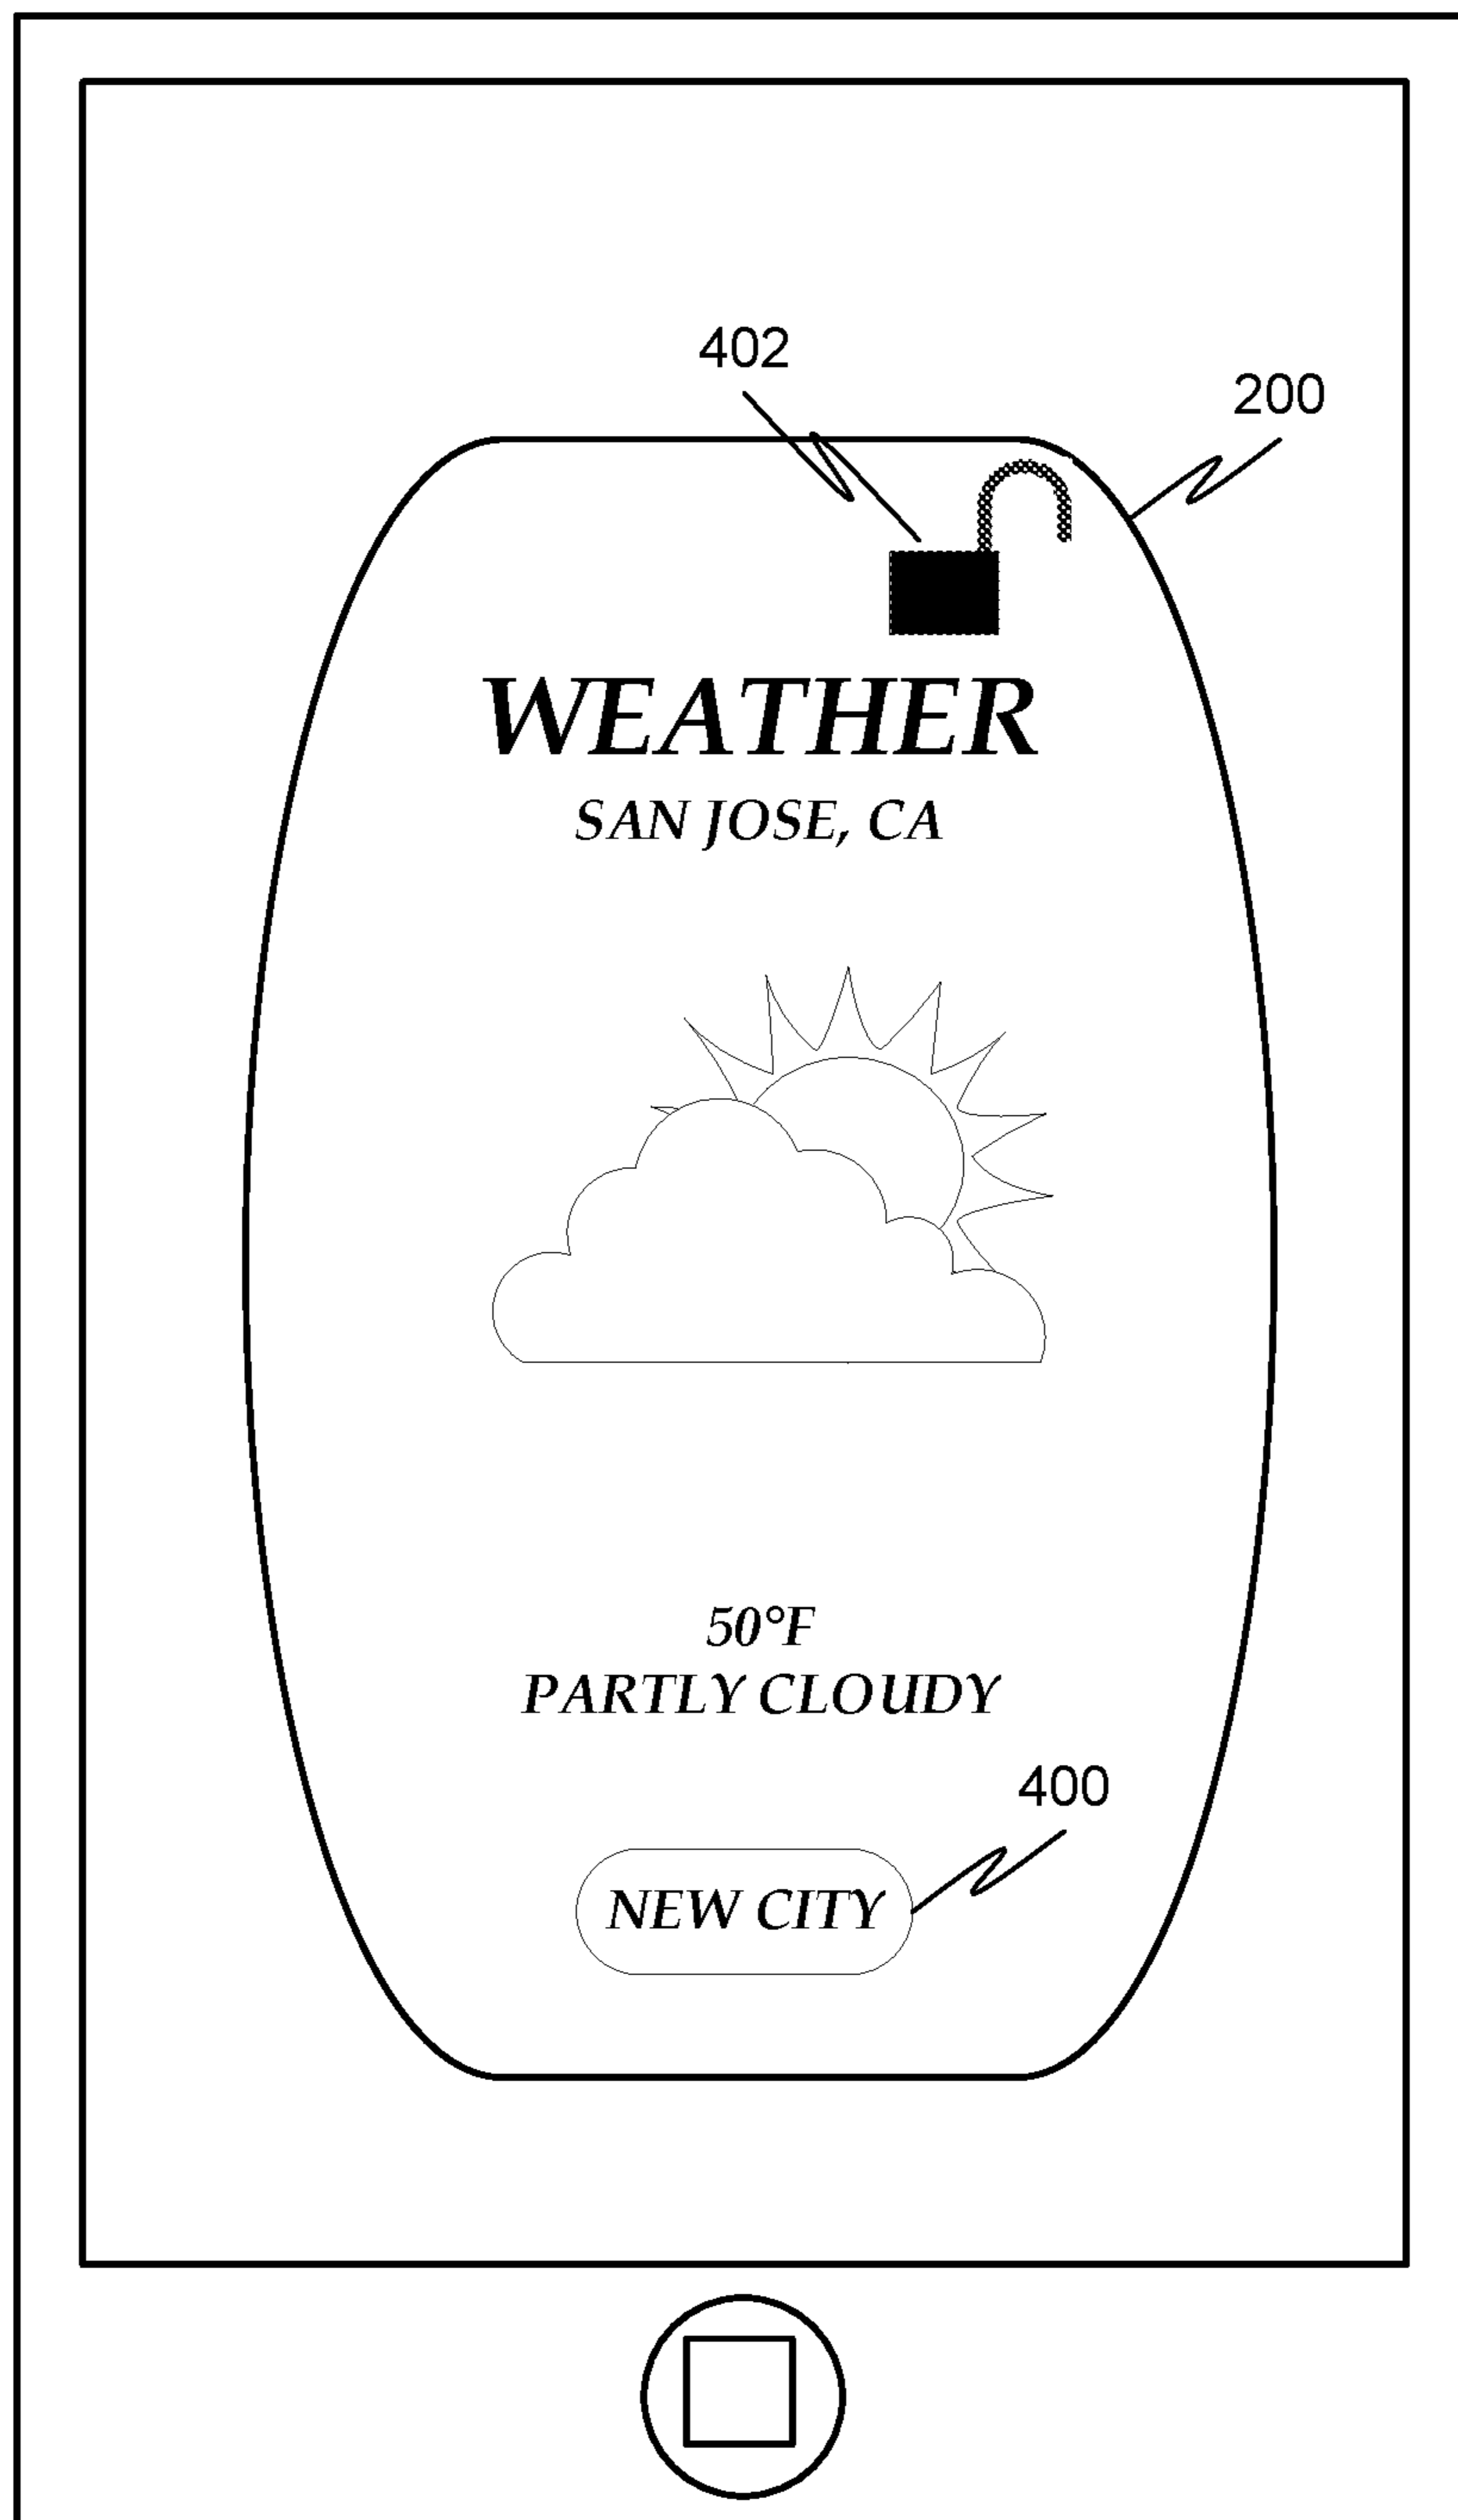 402
200
WEATHER
SAN JOSE, CA
50°F
PARTLY CLOUDY
400
NEW CITY